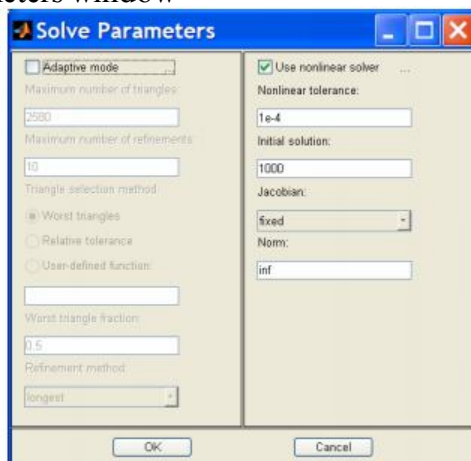 meters window
Solve Parameters
Adaptive mode ...
Maximum number of triangles:
2580
Maximum number of refinements:
10
Triangle selection method
Worst triangles
Relative tolerance
User-defined function:
Worst triangle fraction:
0.5
Refinement method:
longest
Use nonlinear solver ...
Nonlinear tolerance:
1e-4
Initial solution:
1000
Jacobian:
fixed
Norm:
inf
OK
Cancel